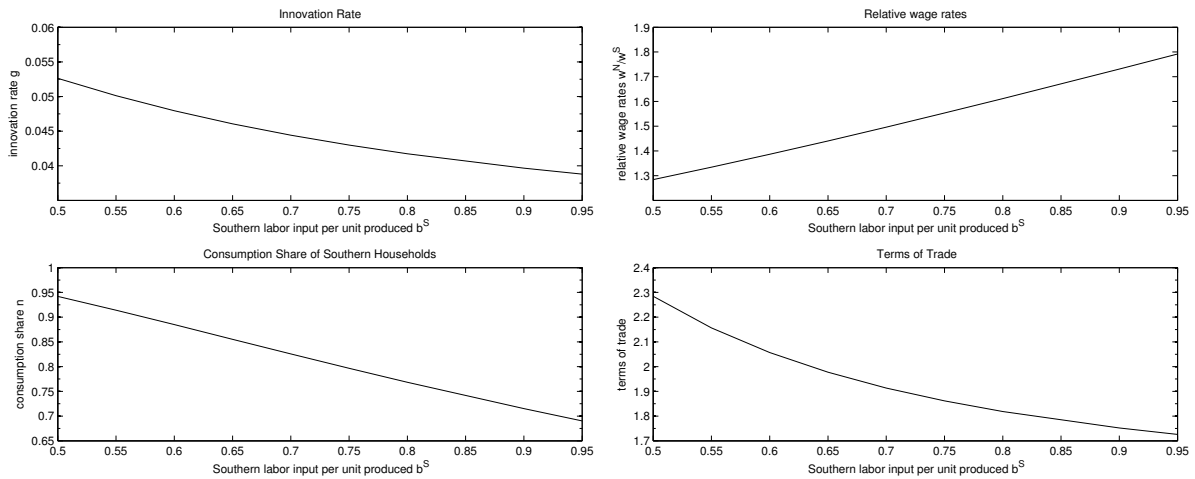 Innovation Rate
0.06
0.055
0.05
0.045
0.04
innovation rate g
0.5 0.55 0.6 0.65 0.7 0.75 0.8 0.85 0.9 0.95
Southern labor input per unit produced b^S
Relative wage rates
1.9
1.8
1.7
1.6
1.5
1.4
1.3
relative wage rates w^N/w^S
0.5 0.55 0.6 0.65 0.7 0.75 0.8 0.85 0.9 0.95
Southern labor input per unit produced b^S
Consumption Share of Southern Households
1
0.95
0.9
0.85
0.8
0.75
0.7
0.65
consumption share n
0.5 0.55 0.6 0.65 0.7 0.75 0.8 0.85 0.9 0.95
Southern labor input per unit produced b^S
Terms of Trade
2.4
2.3
2.2
2.1
2
1.9
1.8
1.7
terms of trade
0.5 0.55 0.6 0.65 0.7 0.75 0.8 0.85 0.9 0.95
Southern labor input per unit produced b^S